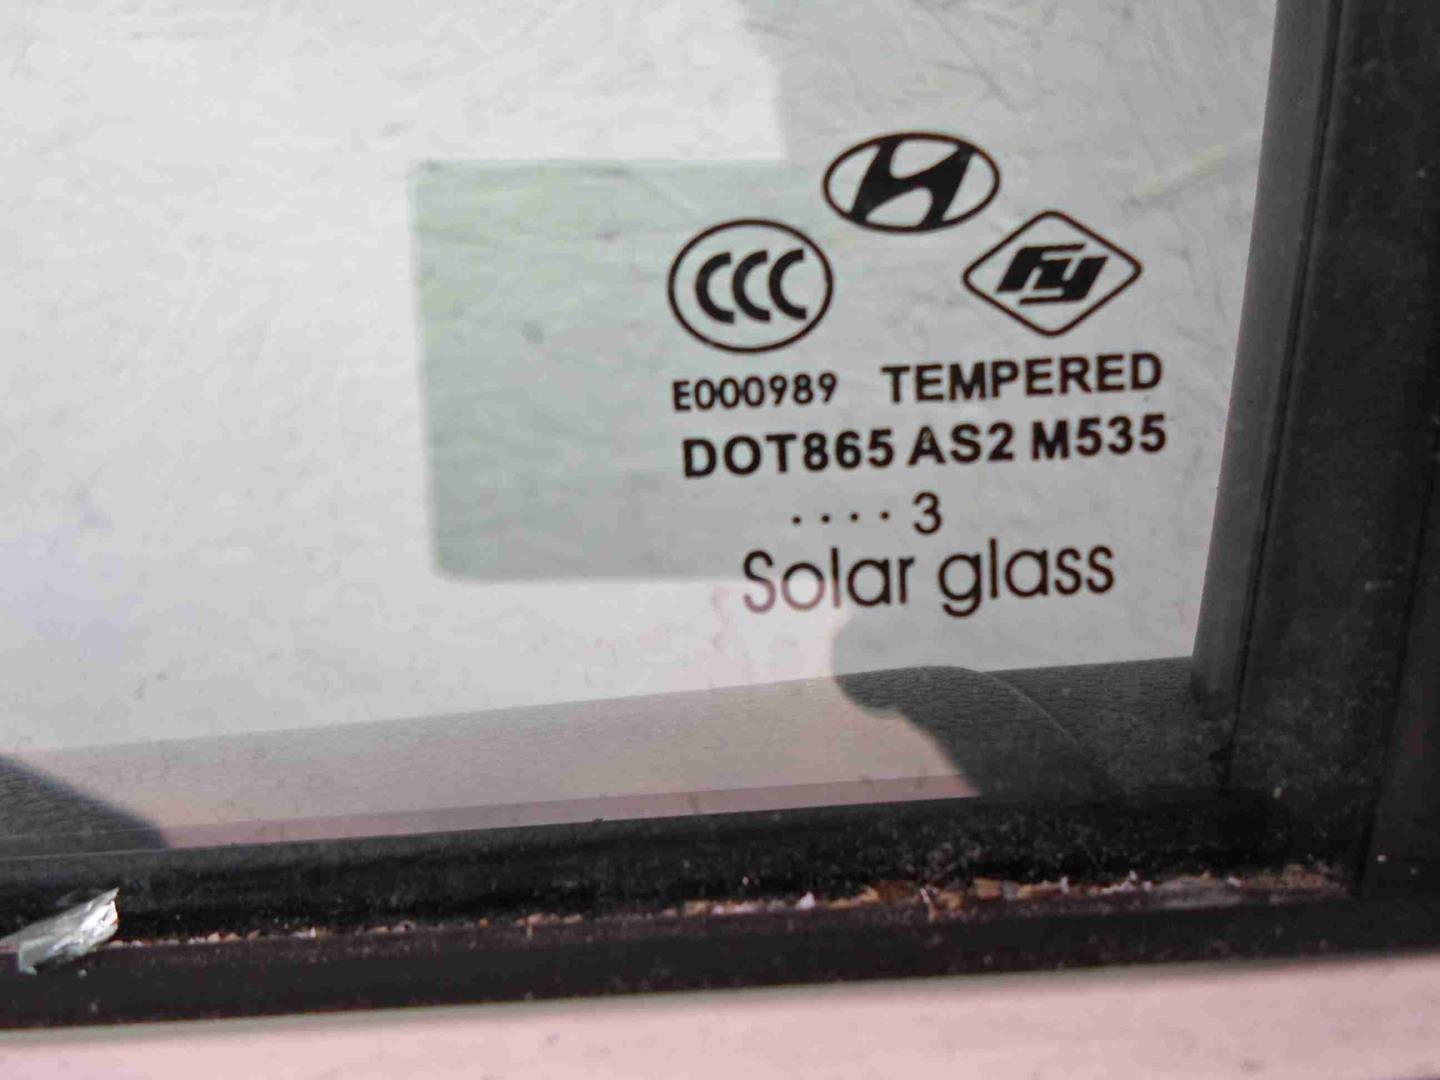 CCC
FY
E000989 TEMPERED
DOT865 AS2 M535
....3
Solar glass